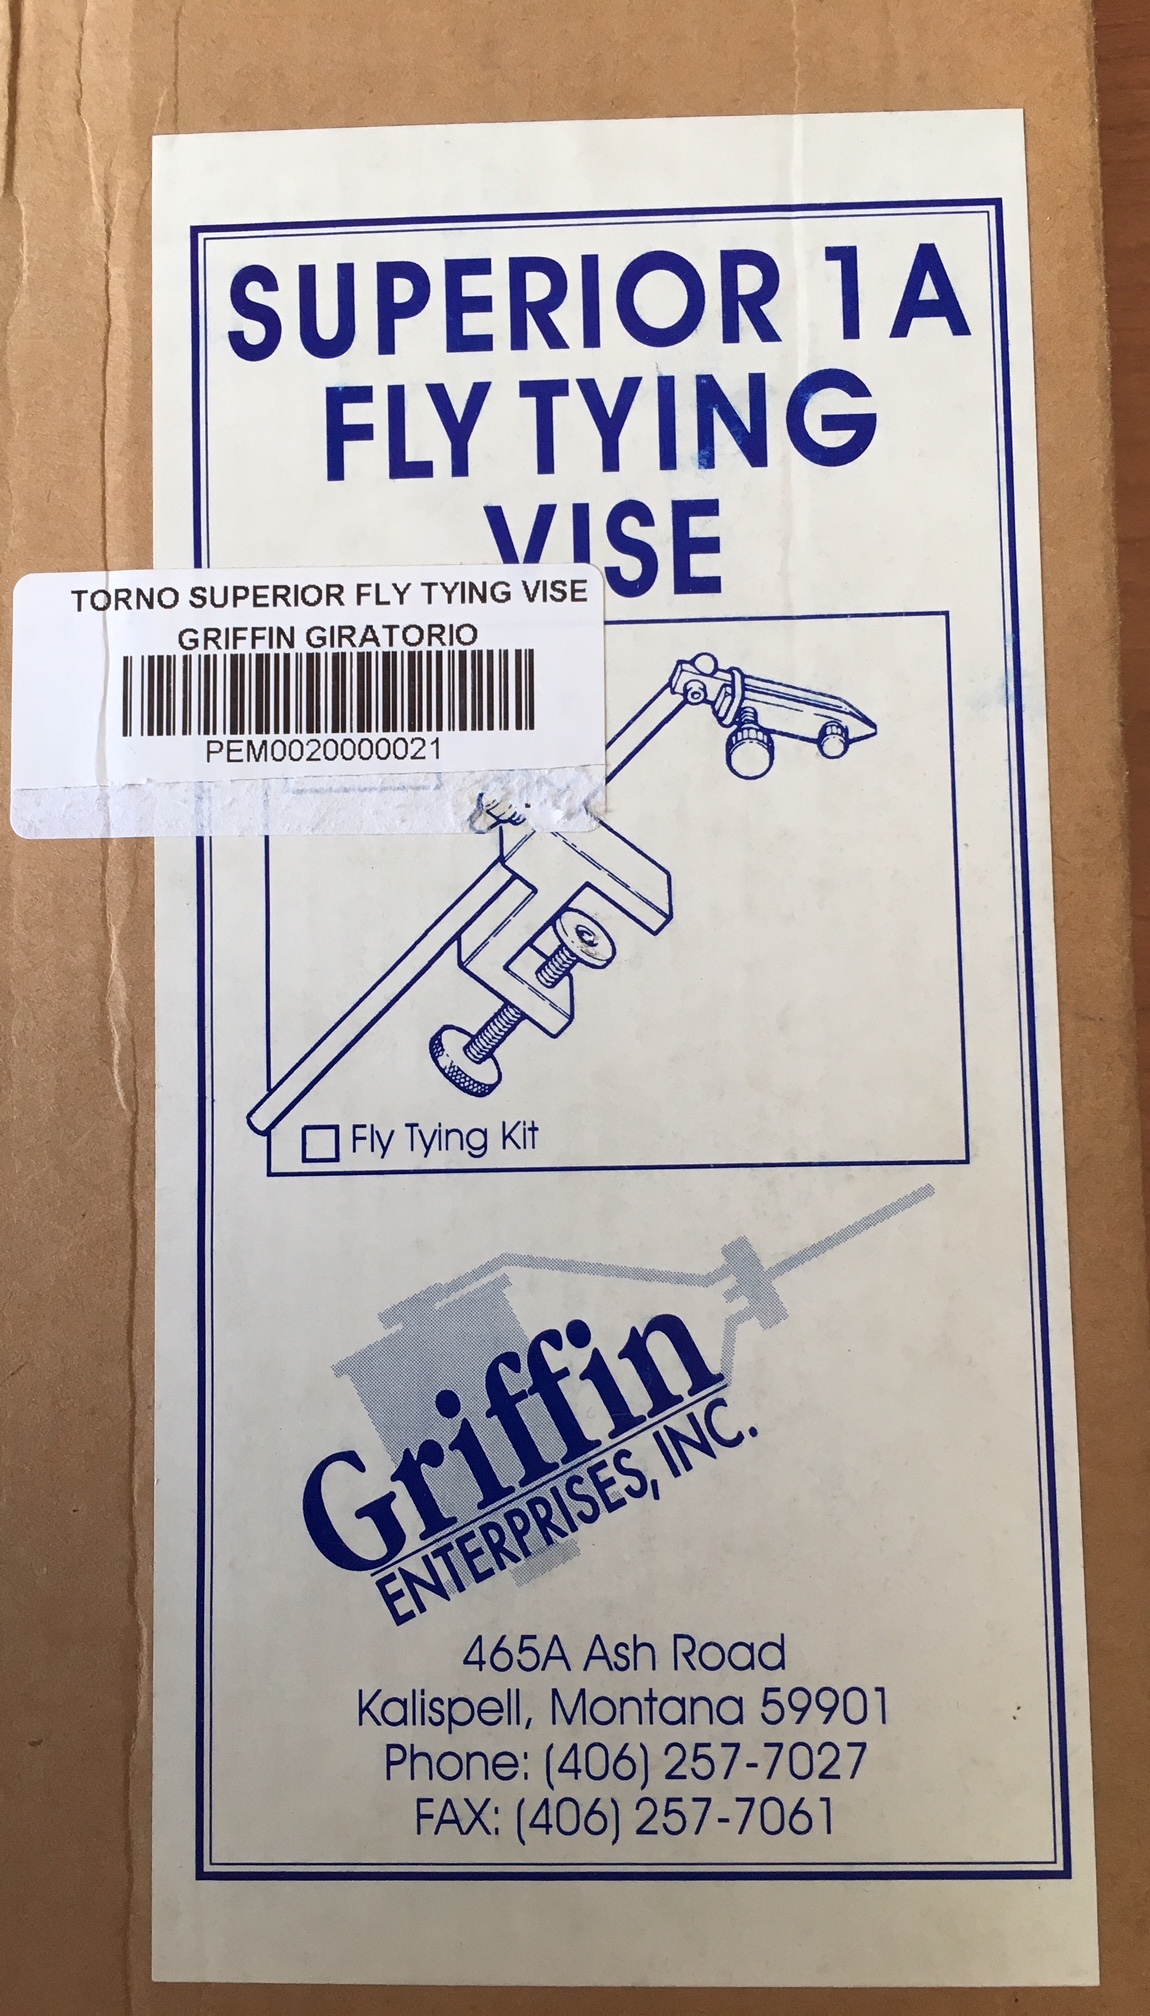 SUPERIOR 1A
FLY TYING
VISE
TORNO SUPERIOR FLY TYING VISE
GRIFFIN GIRATORIO
PEM0020000021
Fly Tying Kit
Griffin
ENTERPRISES, INC.
465A Ash Road
Kalispell, Montana 59901
Phone: (406) 257-7027
FAX: (406) 257-7061